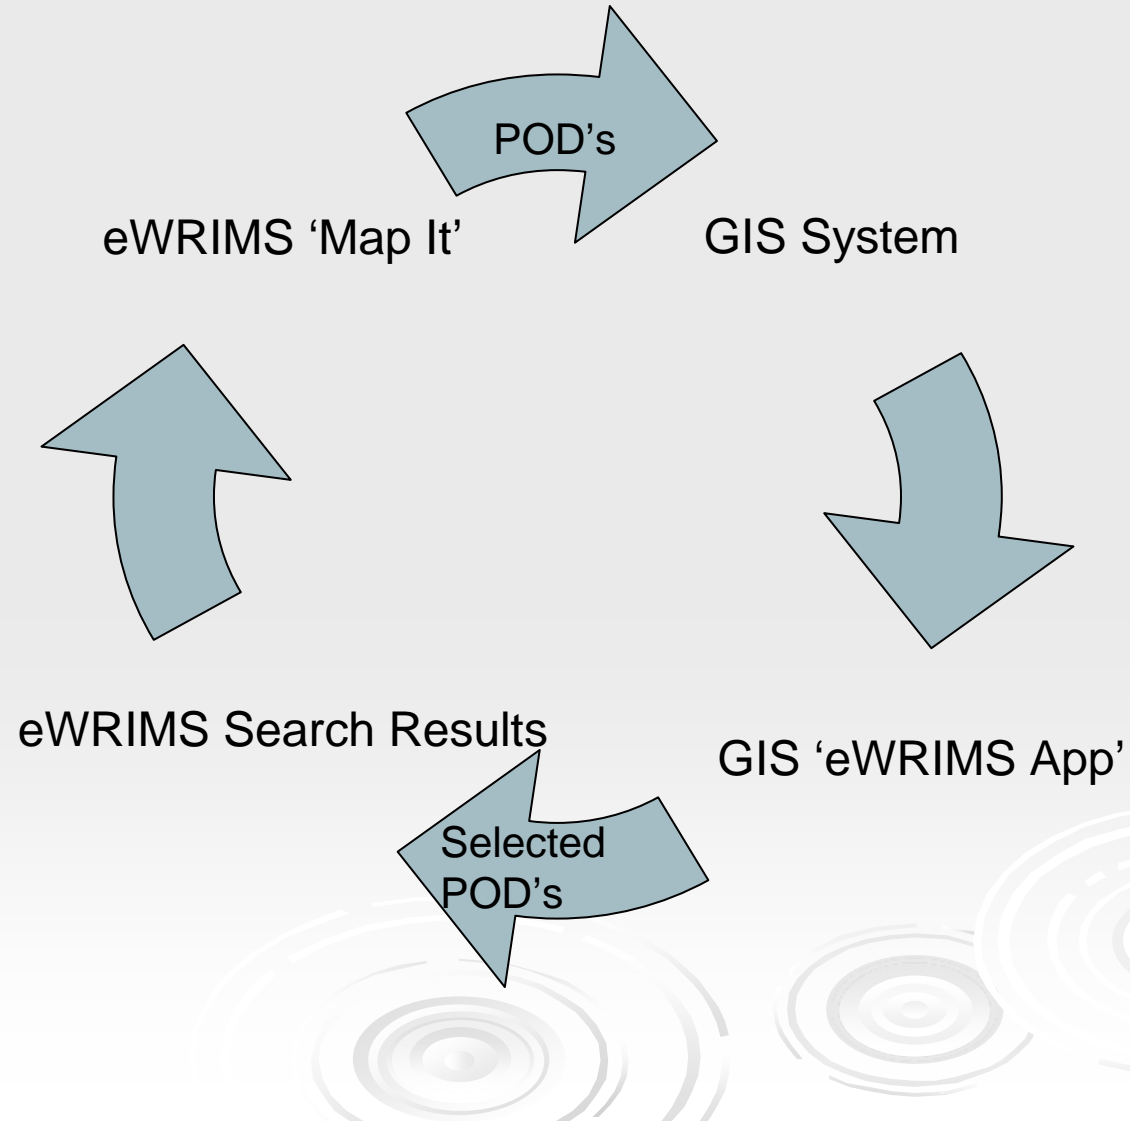 POD’s
eWRIMS ‘Map It’
GIS System
eWRIMS Search Results
GIS ‘eWRIMS App’
Selected
POD’s